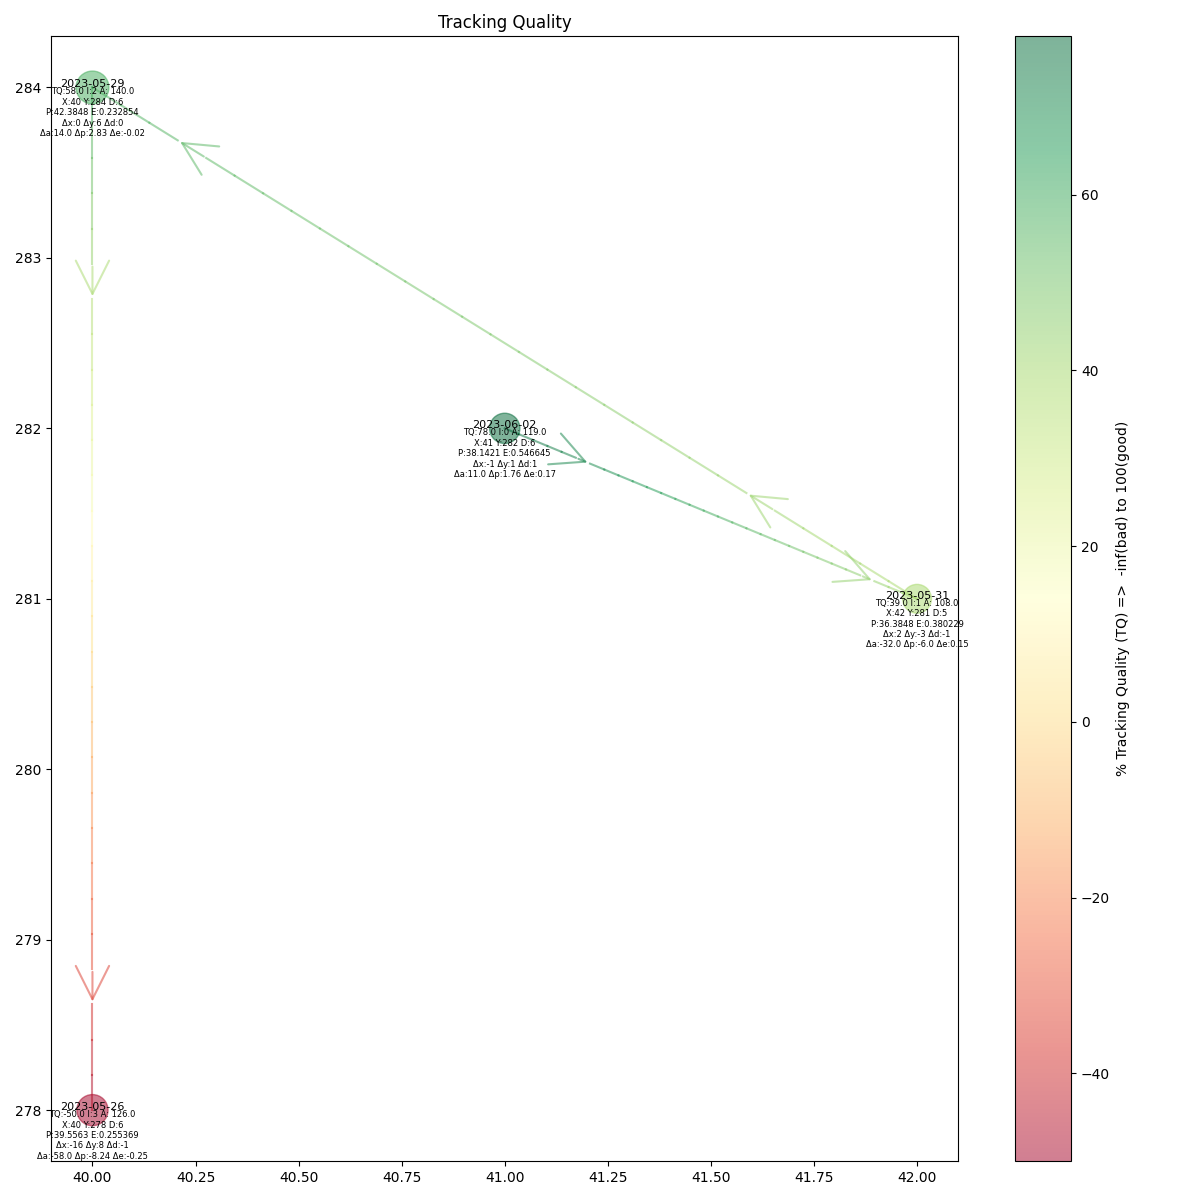 Tracking Quality
284
283
282
281
280
279
278
2023-05-29
TQ:58.0 I:2 A: 140.0
X:40 Y:284 D:6
P:42.3848 E:0.232854
Δx:0 Δy:6 Δd:0
Δa:14.0 Δp:2.83 Δe:-0.02
2023-06-02
TQ:78.0 I:0 A: 119.0
X:41 Y:282 D:6
P:38.1421 E:0.546645
Δx:-1 Δy:1 Δd:1
Δa:11.0 Δp:1.76 Δe:0.17
2023-05-31
TQ:39.0 I:1 A: 108.0
X:42 Y:281 D:5
P:36.3848 E:0.380229
Δx:2 Δy:-3 Δd:-1
Δa:-32.0 Δp:-6.0 Δe:0.15
2023-05-26
TQ:-50.0 I:3 A: 126.0
X:40 Y:278 D:6
P:39.5563 E:0.255369
Δx:-16 Δy:8 Δd:-1
Δa:-58.0 Δp:-8.24 Δe:-0.25
40.00 40.25 40.50 40.75 41.00 41.25 41.50 41.75 42.00
60
40
20
0
−20
−40
% Tracking Quality (TQ) => -inf(bad) to 100(good)